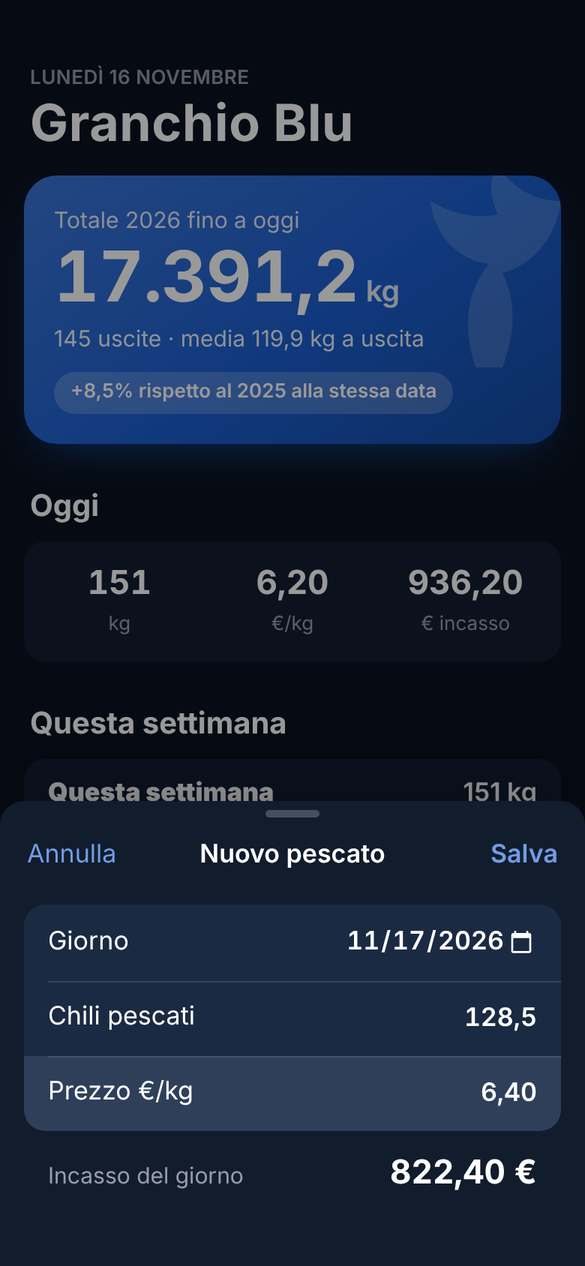 LUNEDÌ 16 NOVEMBRE
Granchio Blu
Totale 2026 fino a oggi
17.391,2 kg
145 uscite · media 119,9 kg a uscita
+8,5% rispetto al 2025 alla stessa data
Oggi
151 6,20 936,20
kg €/kg € incasso
Questa settimana
Questa settimana 151 kg
Annulla Nuovo pescato Salva
Giorno 11/17/2026
Chili pescati 128,5
Prezzo €/kg 6,40
Incasso del giorno 822,40 €